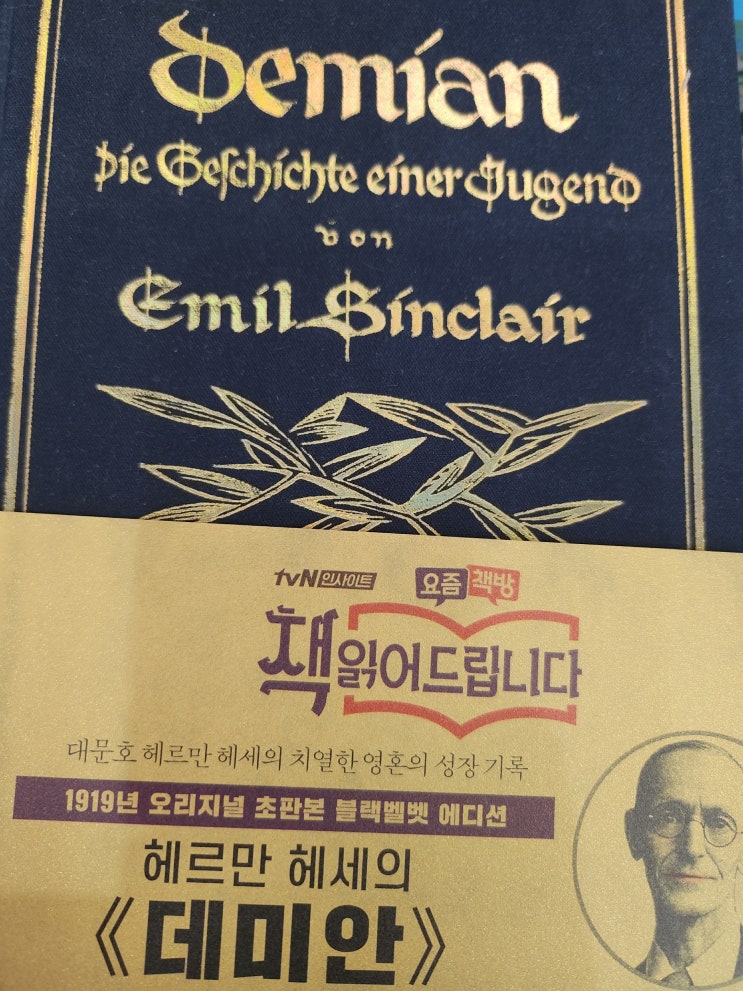 Demian
Die Geſchichte einer Jugend
von
Emil Sinclair
tvN 인사이트 요즘 책방
책 읽어드립니다
대문호 헤르만 헤세의 치열한 영혼의 성장 기록
1919년 오리지널 초판본 블랙벨벳 에디션
헤르만 헤세의
《데미안》